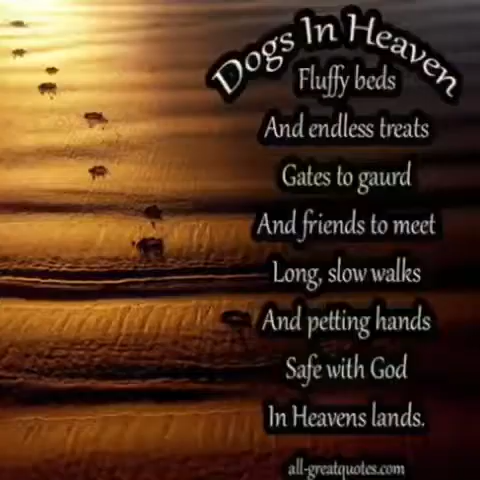 Dogs In Heaven
Fluffy beds
And endless treats
Gates to gaurd
And friends to meet
Long, slow walks
And petting hands
Safe with God
In Heavens lands.
all-greatquotes.com